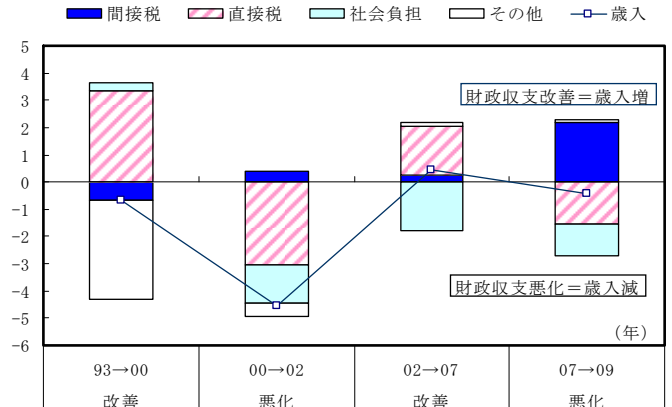 間接税 直接税 社会負担 その他 歳入
5
4
3
2
1
0
-1
-2
-3
-4
-5
-6
財政収支改善＝歳入増
財政収支悪化＝歳入減
(年)
93→00 00→02 02→07 07→09
改善 悪化 改善 悪化